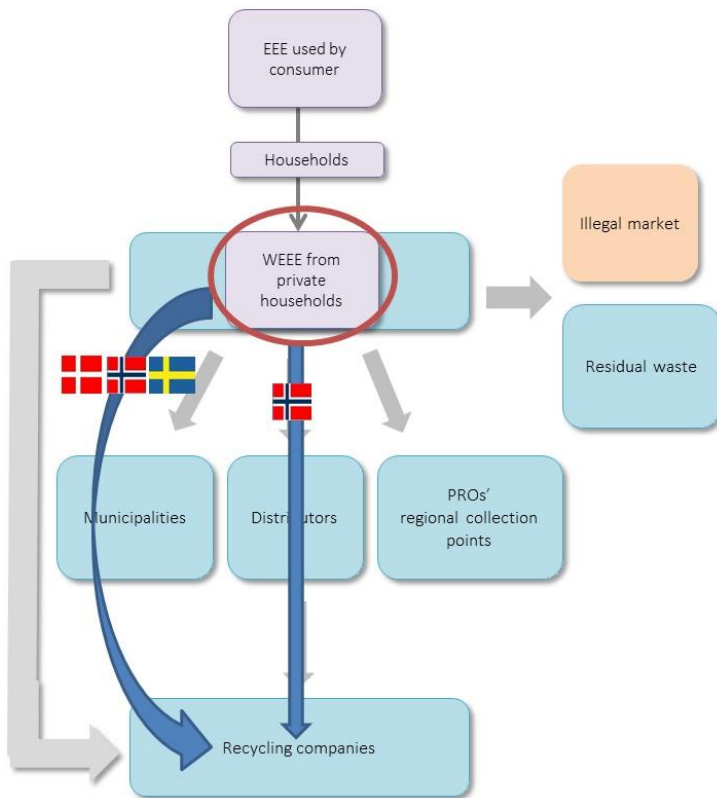 EEE used by
consumer
Households
WEEE from
private
households
Illegal market
Residual waste
Municipalities
Distributors
PROs'
regional collection
points
Recycling companies